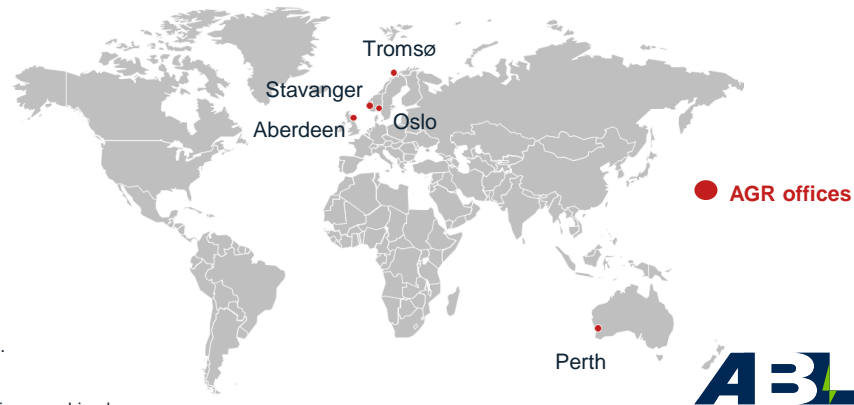 Tromsø
Stavanger
Aberdeen
Oslo
AGR offices
.
Perth
ABL